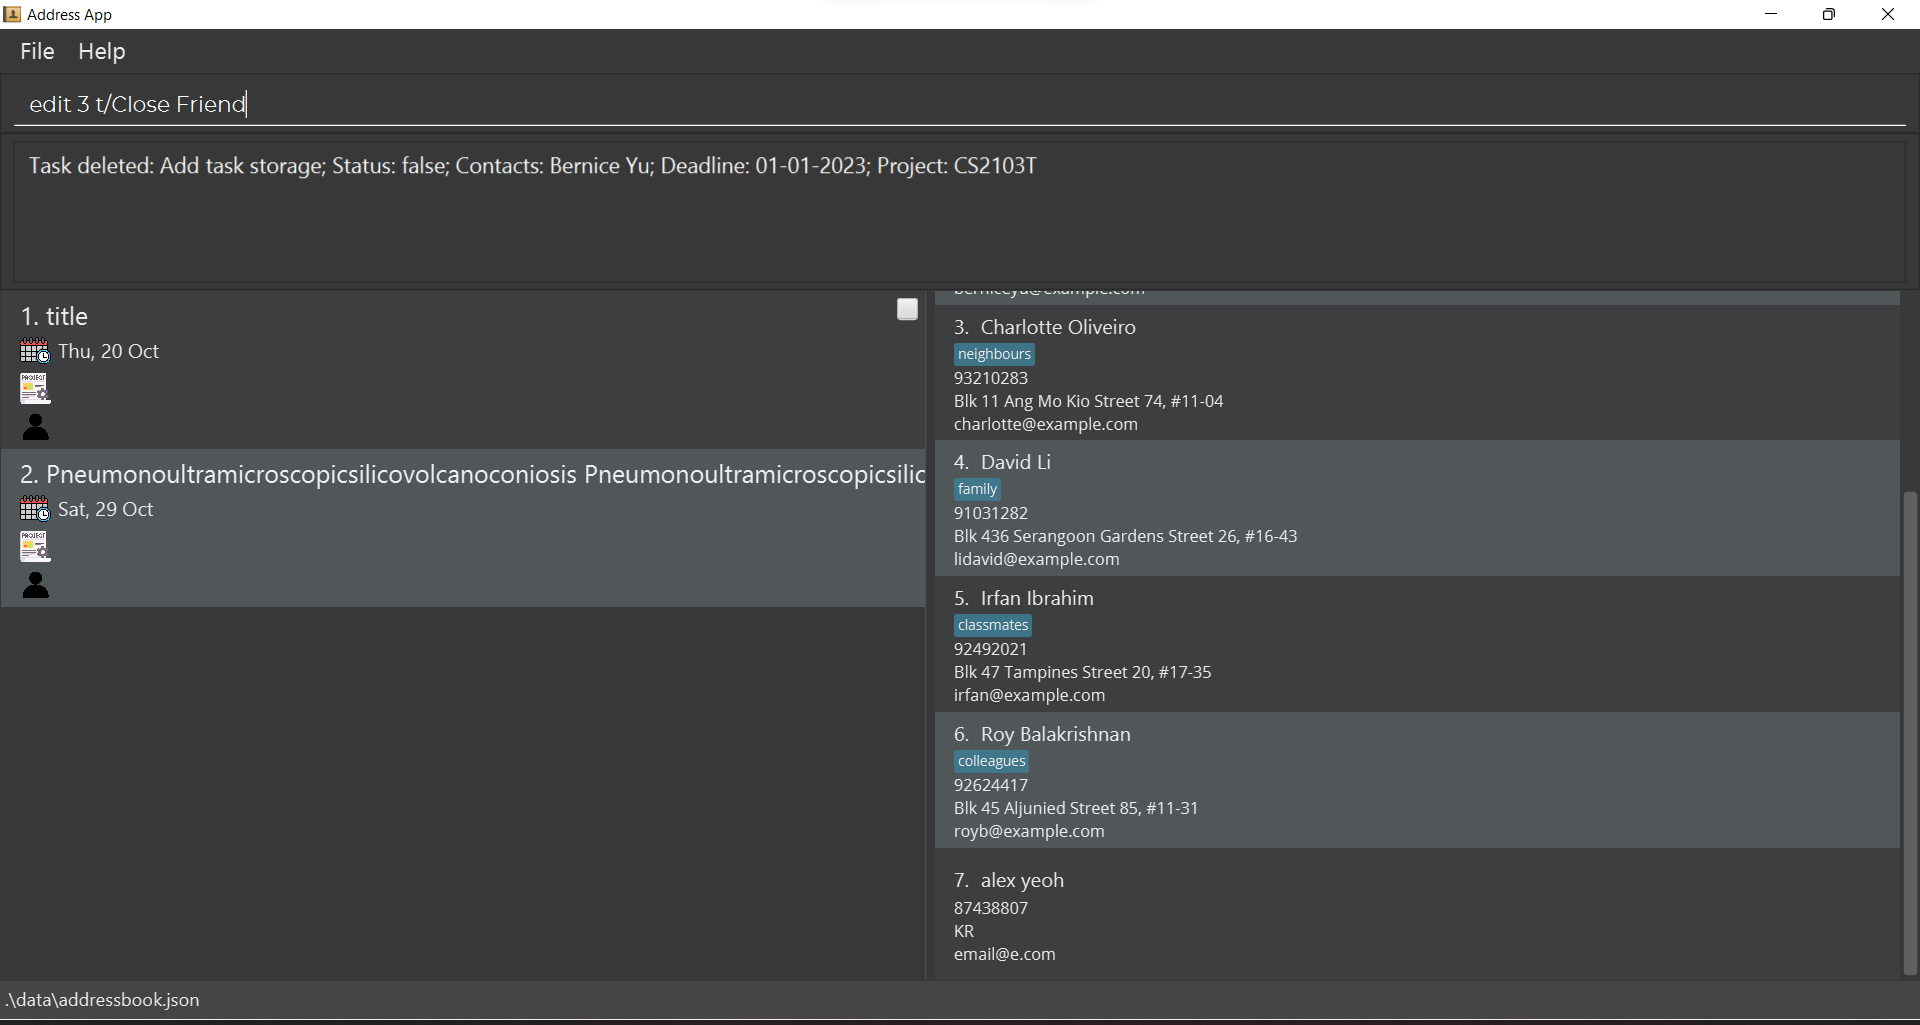 Address App
File Help
edit 3 t/Close Friend
Task deleted: Add task storage; Status: false; Contacts: Bernice Yu; Deadline: 01-01-2023; Project: CS2103T
1. title
Thu, 20 Oct
PROJECT
2. Pneumonoultramicroscopicsilicovolcanoconiosis Pneumonoultramicroscopicsilic
Sat, 29 Oct
PROJECT
berniceyu@example.com
3. Charlotte Oliveiro
neighbours
93210283
Blk 11 Ang Mo Kio Street 74, #11-04
charlotte@example.com
4. David Li
family
91031282
Blk 436 Serangoon Gardens Street 26, #16-43
lidavid@example.com
5. Irfan Ibrahim
classmates
92492021
Blk 47 Tampines Street 20, #17-35
irfan@example.com
6. Roy Balakrishnan
colleagues
92624417
Blk 45 Aljunied Street 85, #11-31
royb@example.com
7. alex yeoh
87438807
KR
email@e.com
.\data\addressbook.json